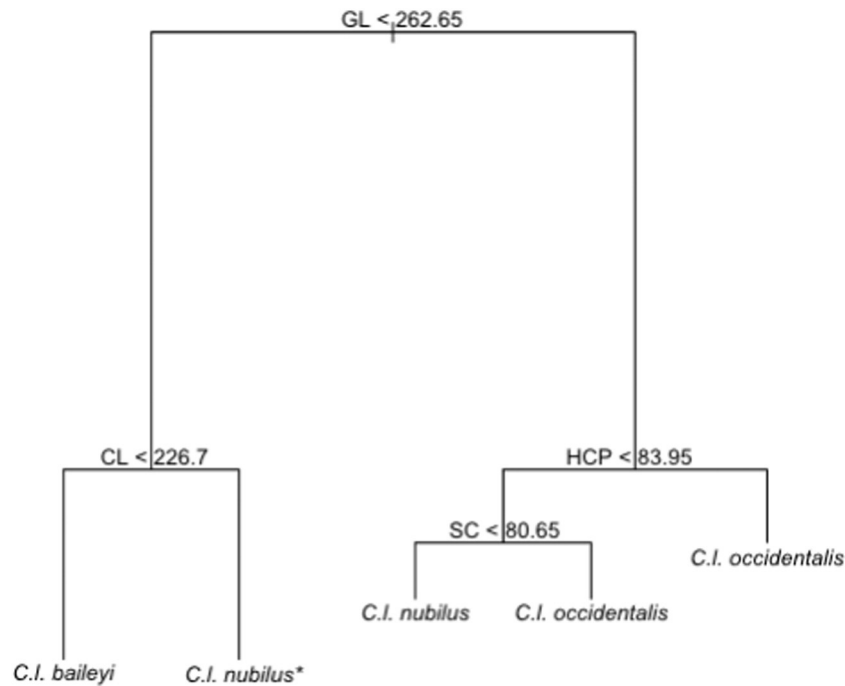 GL < 262.65
CL < 226.7
HCP < 83.95
SC < 80.65
C.l. occidentalis
C.l. nubilus
C.l. occidentalis
C.l. baileyi
C.l. nubilus*